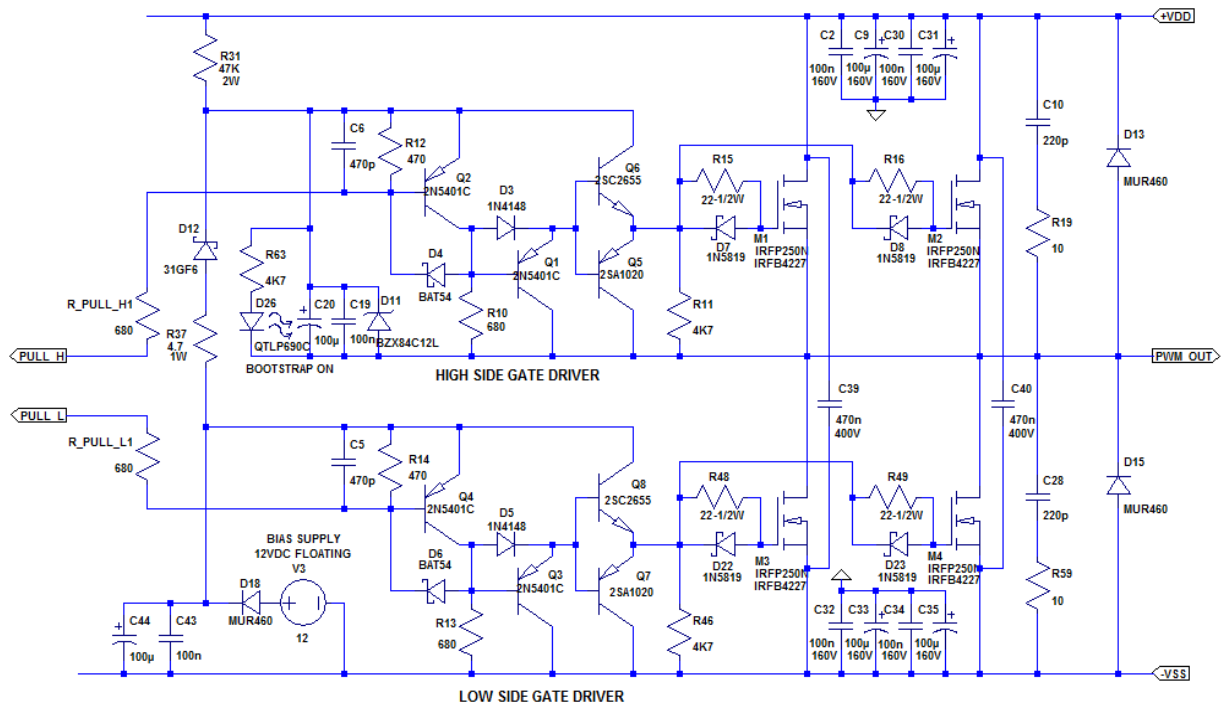 +VDD
R31
47K
2W
C2
100n
160V
C9
100µ
160V
C30
100n
160V
C31
100µ
160V
C6
470p
R12
470
Q2
2N5401C
D3
1N4148
Q6
2SC2655
R15
22-1/2W
R16
22-1/2W
C10
220p
D13
MUR460
D12
31GF6
R63
4K7
D4
BAT54
Q1
2N5401C
Q5
2SA1020
D7
1N5819
M1
IRFP250N
IRFB4227
D8
1N5819
M2
IRFP250N
IRFB4227
R19
10
R_PULL_H1
680
R37
4.7
1W
D26
QTLP690C
C20
100µ
C19
100n
D11
BZX84C12L
R10
680
R11
4K7
PULL_H
BOOTSTRAP ON
HIGH SIDE GATE DRIVER
PWM_OUT
PULL_L
R_PULL_L1
680
C5
470p
R14
470
C39
470n
400V
C40
470n
400V
Q4
2N5401C
D5
1N4148
Q8
2SC2655
R48
22-1/2W
R49
22-1/2W
C28
220p
D15
MUR460
BIAS SUPPLY
12VDC FLOATING
V3
12
D18
MUR460
D6
BAT54
Q3
2N5401C
Q7
2SA1020
D22
1N5819
M3
IRFP250N
IRFB4227
D23
1N5819
M4
IRFP250N
IRFB4227
R59
10
C44
100µ
C43
100n
R13
680
R46
4K7
C32
100n
160V
C33
100µ
160V
C34
100n
160V
C35
100µ
160V
-VSS
LOW SIDE GATE DRIVER